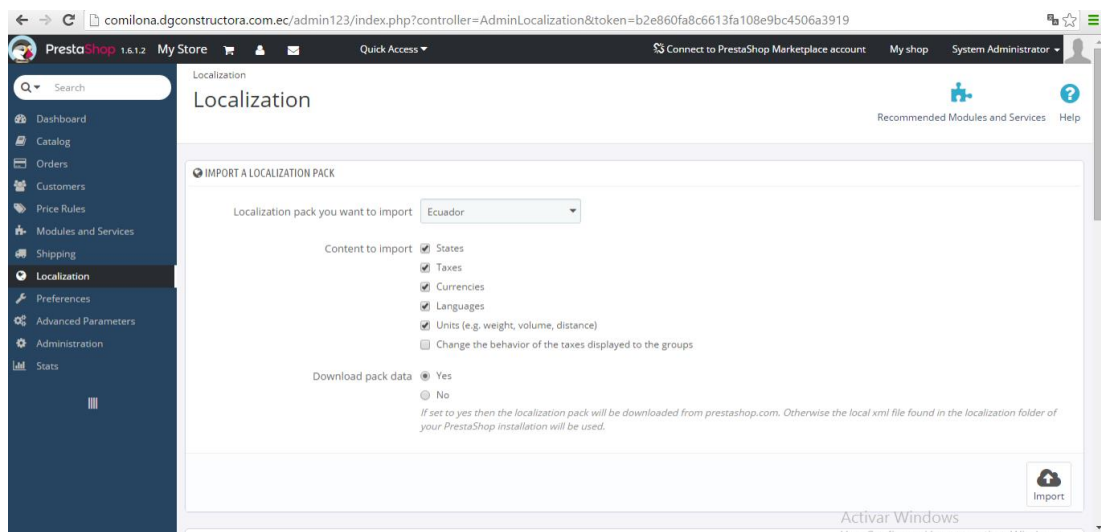 comilona.dgconstructora.com.ec/admin123/index.php?controller=AdminLocalization&token=b2e860fa8c6613fa108e9bc4506a3919
PrestaShop 1.6.1.2 My Store Quick Access Connect to PrestaShop Marketplace account My shop System Administrator
Search
Dashboard
Catalog
Orders
Customers
Price Rules
Modules and Services
Shipping
Localization
Preferences
Advanced Parameters
Administration
Stats
Localization
Localization
Recommended Modules and Services Help
IMPORT A LOCALIZATION PACK
Localization pack you want to import Ecuador
Content to import States
Taxes
Currencies
Languages
Units (e.g. weight, volume, distance)
Change the behavior of the taxes displayed to the groups
Download pack data Yes
No
If set to yes then the localization pack will be downloaded from prestashop.com. Otherwise the local xml file found in the localization folder of
your PrestaShop installation will be used.
Import
Activar Windows